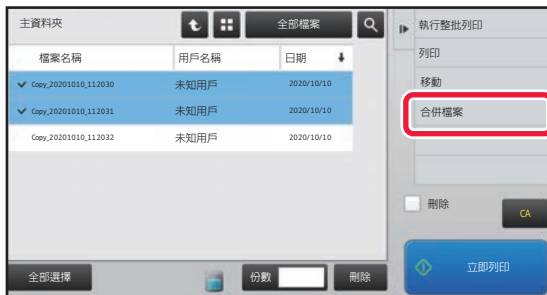 主資料夾
全部檔案
檔案名稱 用戶名稱 日期
Copy_20201010_112030 未知用戶 2020/10/10
Copy_20201010_112031 未知用戶 2020/10/10
Copy_20201010_112032 未知用戶 2020/10/10
全部選擇
份數
刪除
執行整批列印
列印
移動
合併檔案
刪除
CA
立即列印